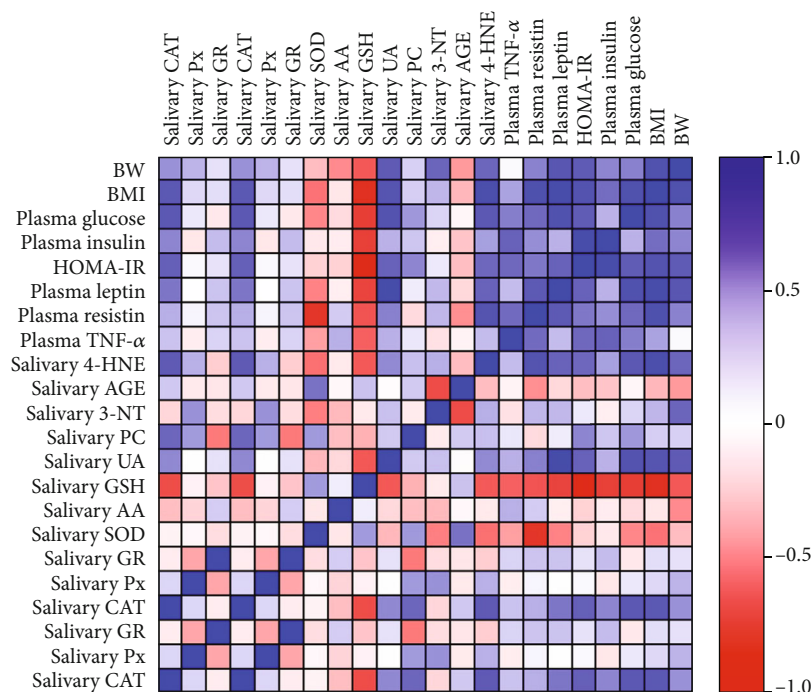 Salivary CAT
Px
Salivary GR
Salivary CAT
Px
Salivary GR
Salivary SOD
Salivary AA
Salivary GSH
Salivary UA
Salivary PC
Salivary 3-NT
Salivary AGE
Salivary 4-HNE
Plasma TNF-α
Plasma resistin
Plasma leptin
HOMA-IR
Plasma insulin
Plasma glucose
BMI
BW
BW
BMI
Plasma glucose
Plasma insulin
HOMA-IR
Plasma leptin
Plasma resistin
Plasma TNF-α
Salivary 4-HNE
Salivary AGE
Salivary 3-NT
Salivary PC
Salivary UA
Salivary GSH
Salivary AA
Salivary SOD
Salivary GR
Salivary Px
Salivary CAT
Salivary GR
Salivary Px
Salivary CAT
1.0
0.5
0
−0.5
−1.0